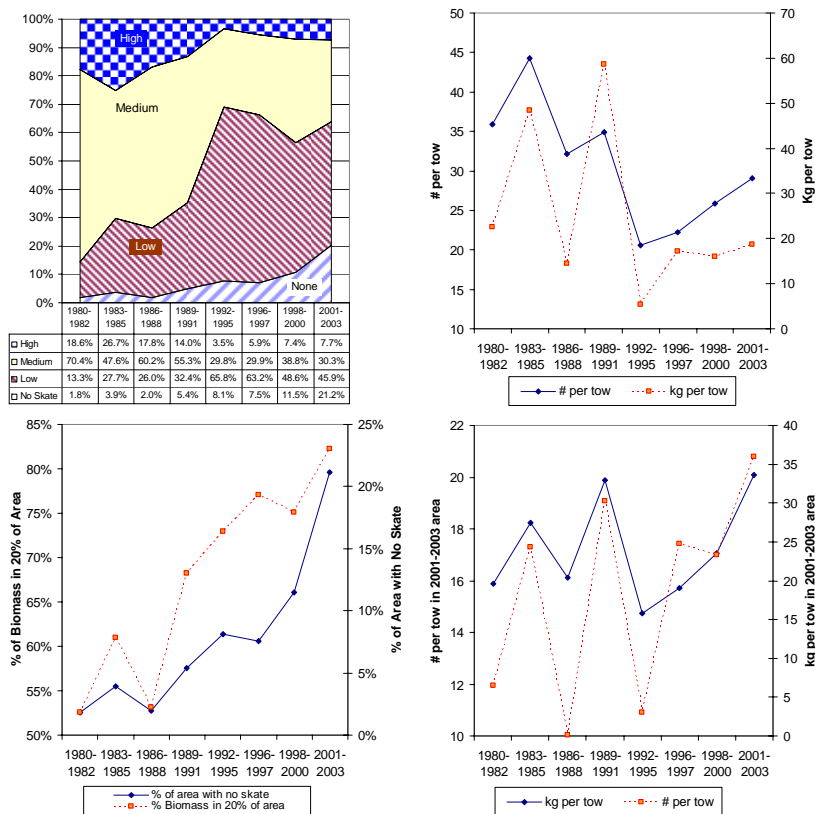 100%
90%
80%
70%
60%
50%
40%
30%
20%
10%
0%
High
Medium
Low
None
1980-1982 1983-1985 1986-1988 1989-1991 1992-1995 1996-1997 1998-2000 2001-2003
High 18.6% 26.7% 17.8% 14.0% 3.5% 5.9% 7.4% 7.7%
Medium 70.4% 47.6% 60.2% 55.3% 29.8% 29.9% 38.8% 30.3%
Low 13.3% 27.7% 26.0% 32.4% 65.8% 63.2% 48.6% 45.9%
No Skate 1.8% 3.9% 2.0% 5.4% 8.1% 7.5% 11.5% 21.2%
# per tow
50
45
40
35
30
25
20
15
10
Kg per tow
70
60
50
40
30
20
10
0
1980-1982 1983-1985 1986-1988 1989-1991 1992-1995 1996-1997 1998-2000 2001-2003
# per tow kg per tow
% of Biomass in 20% of Area
85%
80%
75%
70%
65%
60%
55%
50%
% of Area with No Skate
25%
20%
15%
10%
5%
0%
1980-1982 1983-1985 1986-1988 1989-1991 1992-1995 1996-1997 1998-2000 2001-2003
% of area with no skate
% Biomass in 20% of area
# per tow in 2001-2003 area
22
20
18
16
14
12
10
kg per tow in 2001-2003 area
40
35
30
25
20
15
10
5
0
1980-1982 1983-1985 1986-1988 1989-1991 1992-1995 1996-1997 1998-2000 2001-2003
kg per tow # per tow